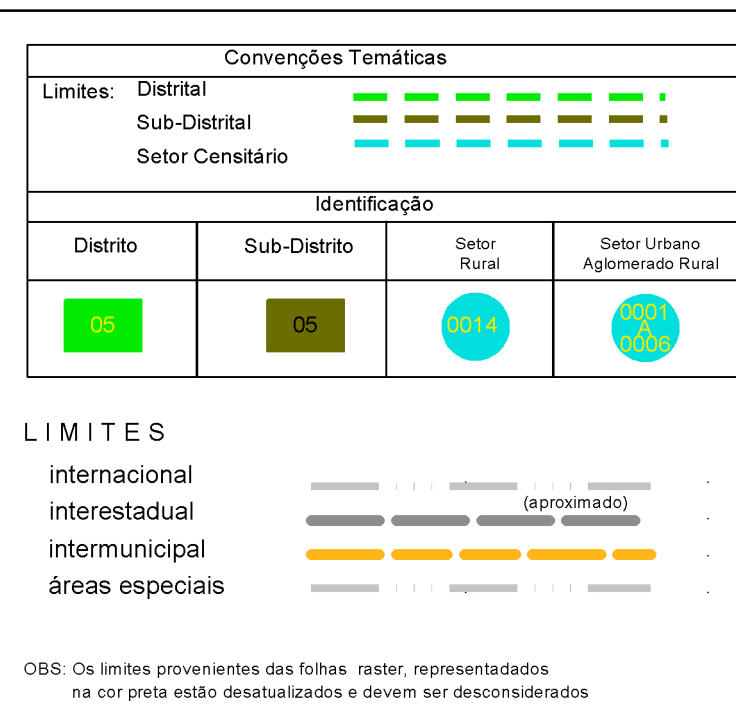 Convenções Temáticas
Limites: Distrital
Sub-Distrital
Setor Censitário
Identificação
Distrito
Sub-Distrito
Setor
Rural
Setor Urbano
Aglomerado Rural
05
05
0014
0001
A
0006
LIMITES
internacional
interestadual
(aproximado)
intermunicipal
áreas especiais
OBS: Os limites provenientes das folhas raster, representadados
na cor preta estão desatualizados e devem ser desconsiderados